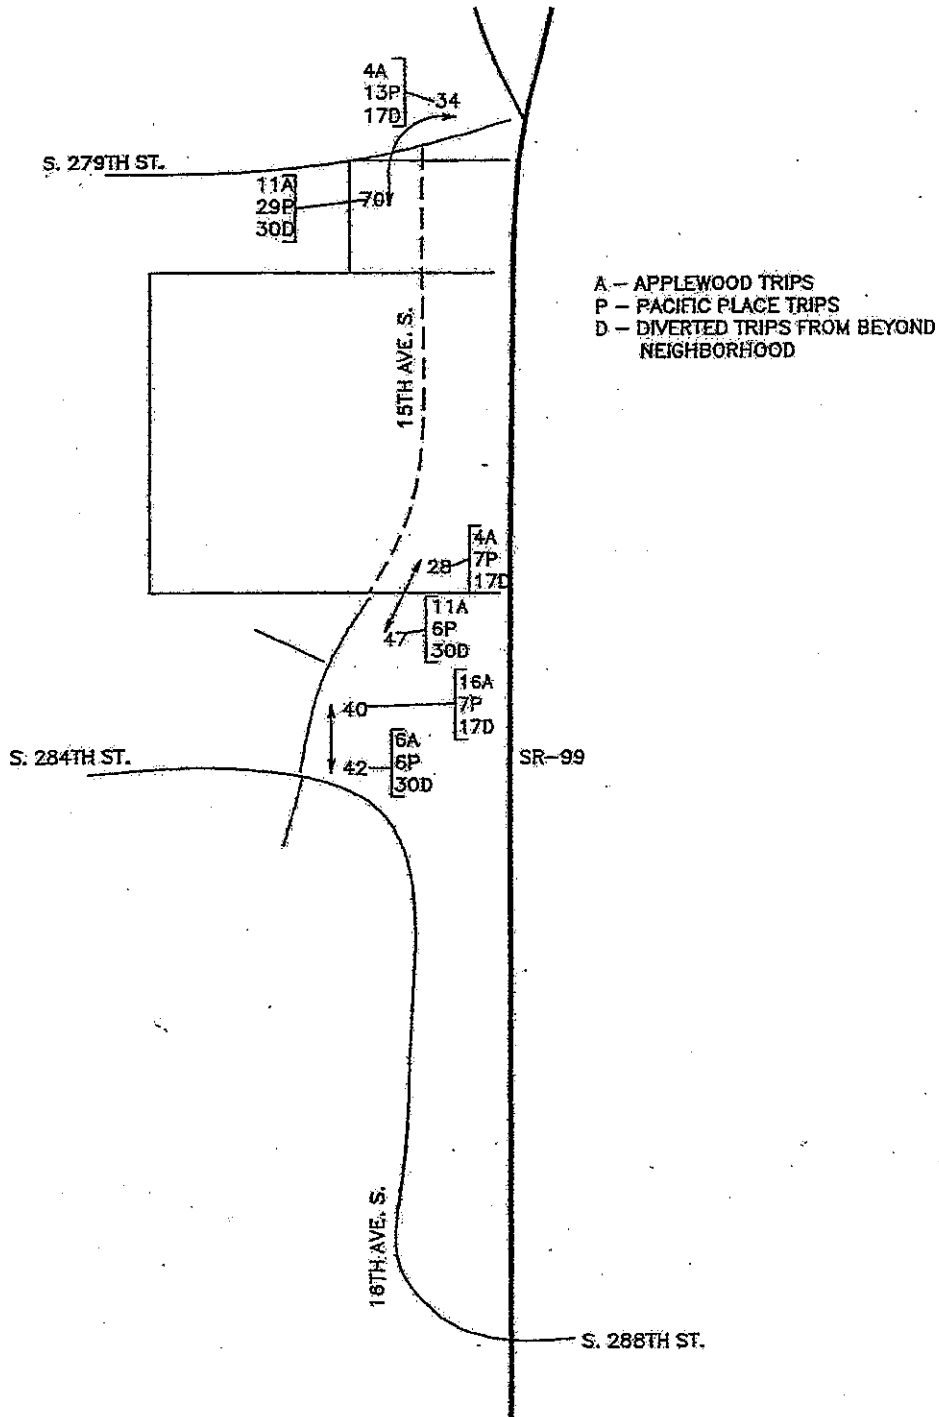 4A
13P
17D
34
S. 279TH ST.
11A
29P
30D
70
A - APPLEWOOD TRIPS
P - PACIFIC PLACE TRIPS
D - DIVERTED TRIPS FROM BEYOND
NEIGHBORHOOD
15TH AVE. S.
28
4A
7P
17D
47
11A
6P
30D
40
16A
7P
17D
S. 284TH ST.
42
6A
6P
30D
SR-99
16TH AVE. S.
S. 288TH ST.